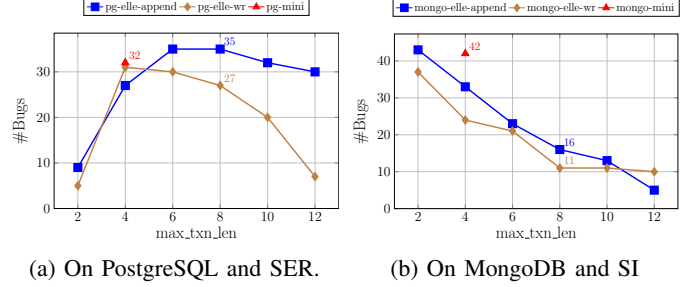 pg-elle-append pg-elle-wr pg-mini
32
35
27
30
20
10
0
#Bugs
2 4 6 8 10 12
max_txn_len
(a) On PostgreSQL and SER.
mongo-elle-append mongo-elle-wr mongo-mini
42
16
11
40
30
20
10
0
#Bugs
2 4 6 8 10 12
max_txn_len
(b) On MongoDB and SI